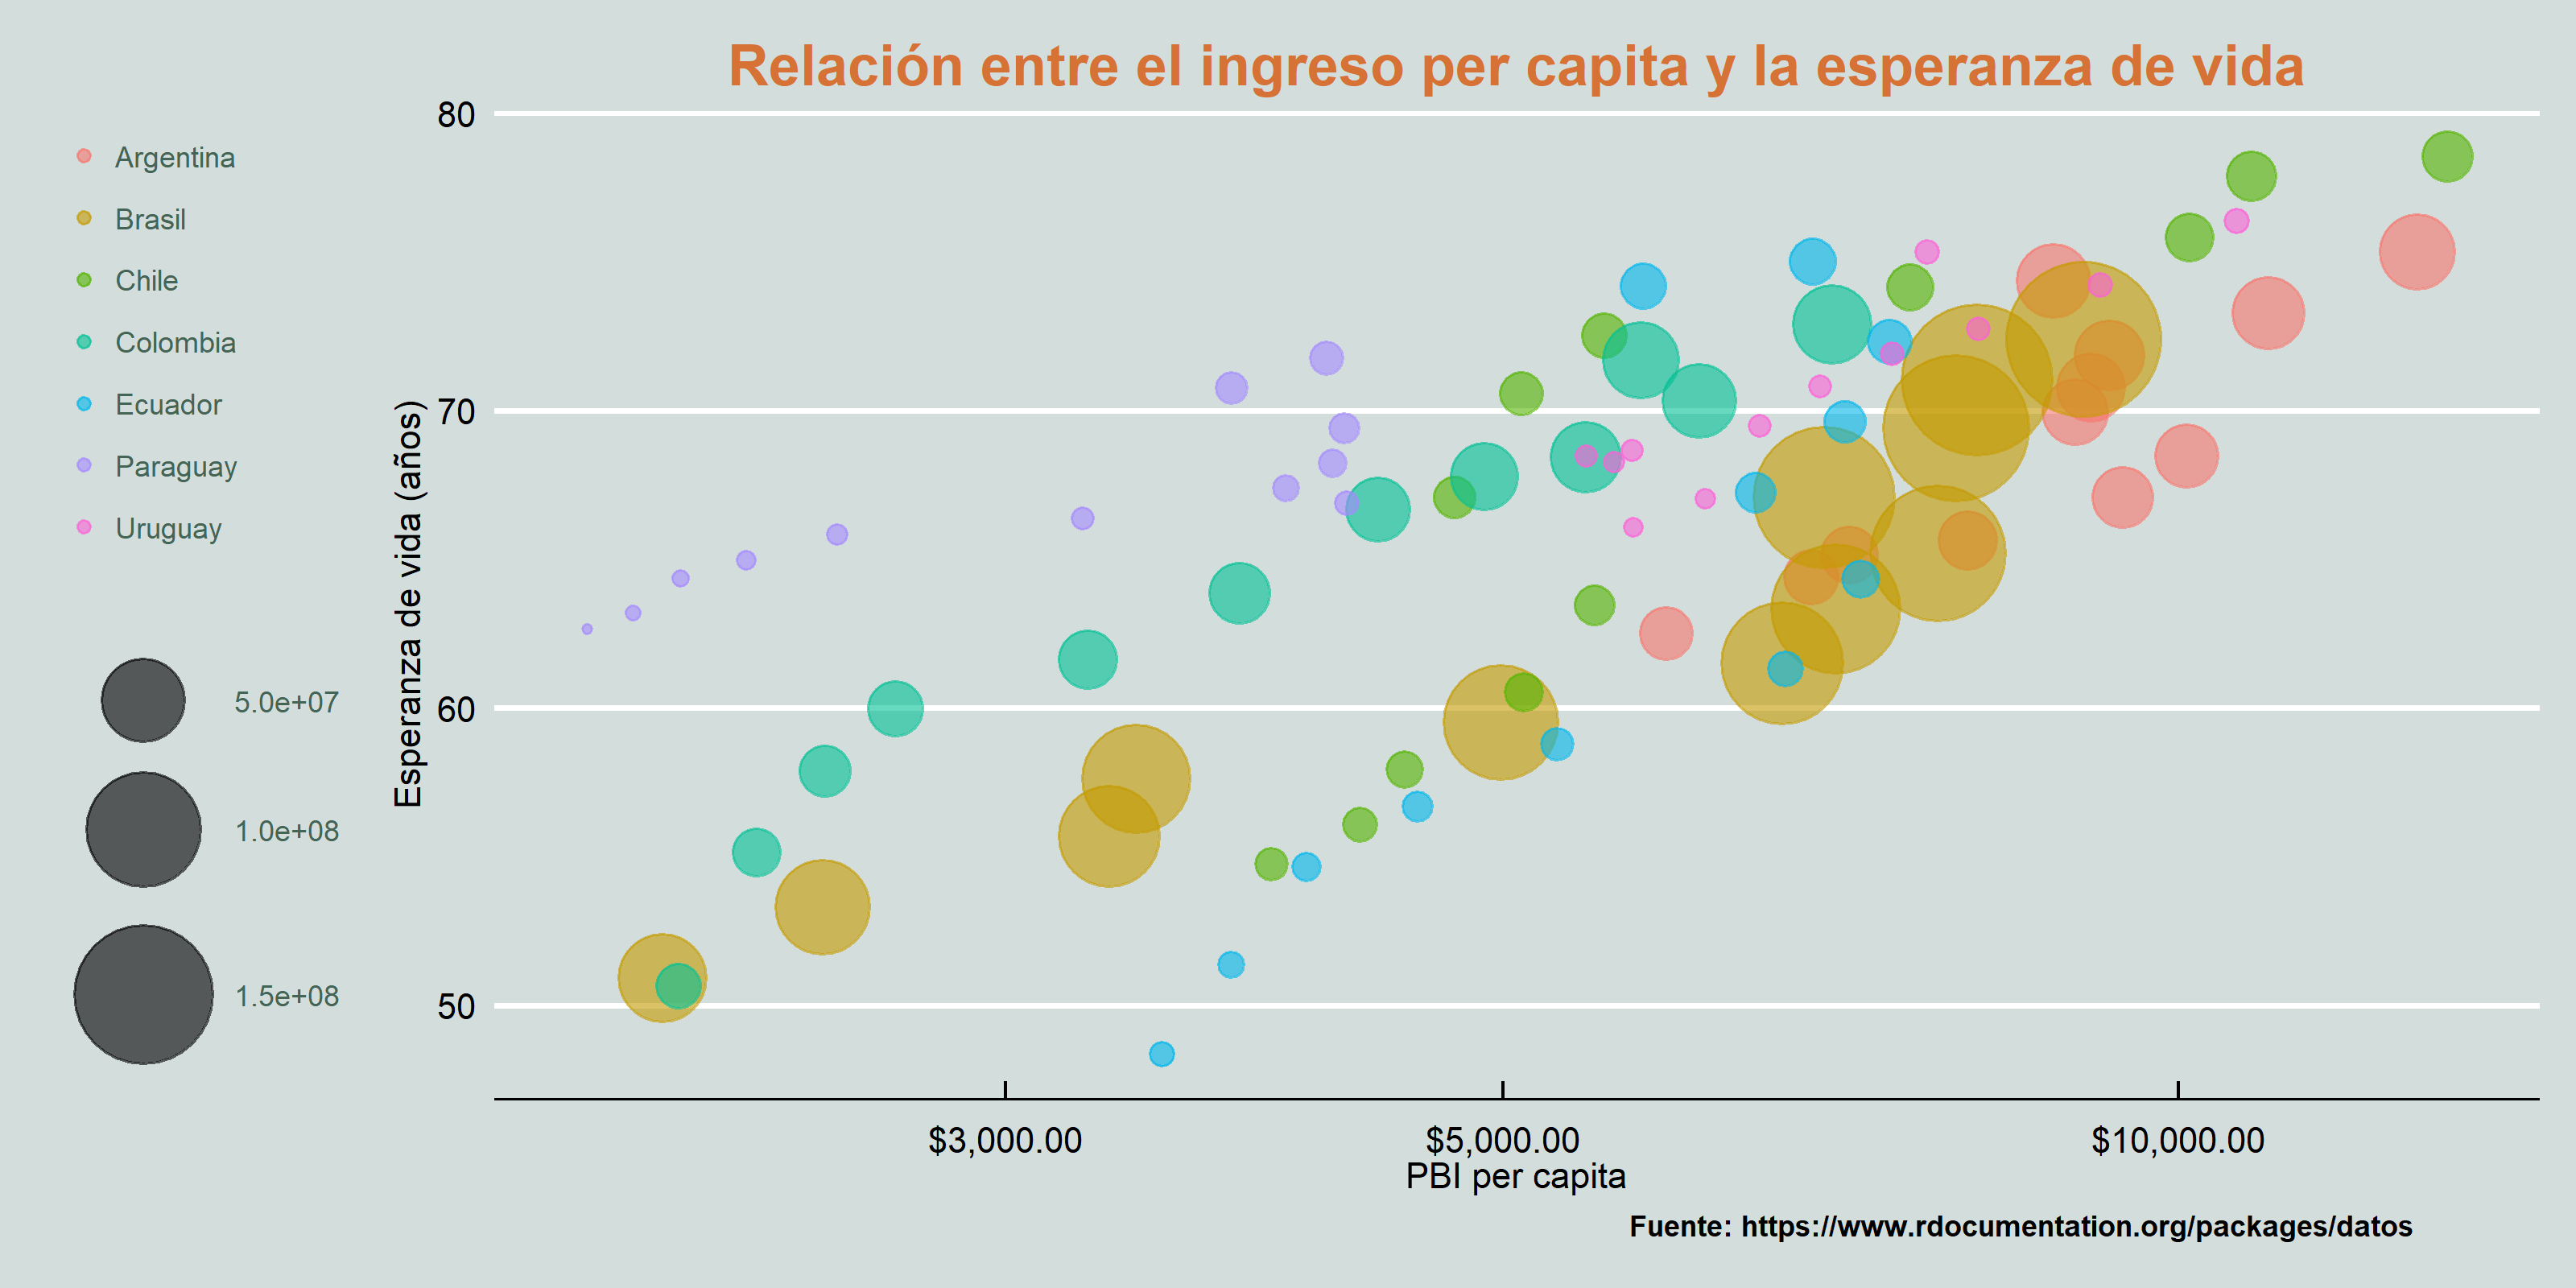 Relación entre el ingreso per capita y la esperanza de vida
Argentina
Brasil
Chile
Colombia
Ecuador
Paraguay
Uruguay
5.0e+07
1.0e+08
1.5e+08
Esperanza de vida (años)
80
70
60
50
$3,000.00 $5,000.00 $10,000.00
PBI per capita
Fuente: https://www.rdocumentation.org/packages/datos